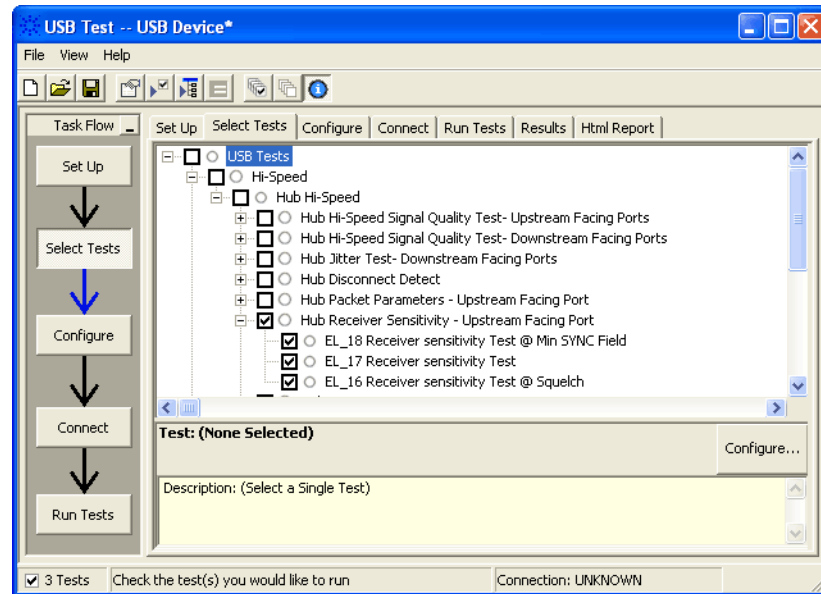 USB Test -- USB Device*
File View Help
Task Flow
Set Up Select Tests Configure Connect Run Tests Results Html Report
Set Up
Select Tests
Configure
Connect
Run Tests
USB Tests
Hi-Speed
Hub Hi-Speed
Hub Hi-Speed Signal Quality Test- Upstream Facing Ports
Hub Hi-Speed Signal Quality Test- Downstream Facing Ports
Hub Jitter Test- Downstream Facing Ports
Hub Disconnect Detect
Hub Packet Parameters - Upstream Facing Port
Hub Receiver Sensitivity - Upstream Facing Port
EL_18 Receiver sensitivity Test @ Min SYNC Field
EL_17 Receiver sensitivity Test
EL_16 Receiver sensitivity Test @ Squelch
Test: (None Selected)
Configure...
Description: (Select a Single Test)
3 Tests Check the test(s) you would like to run Connection: UNKNOWN